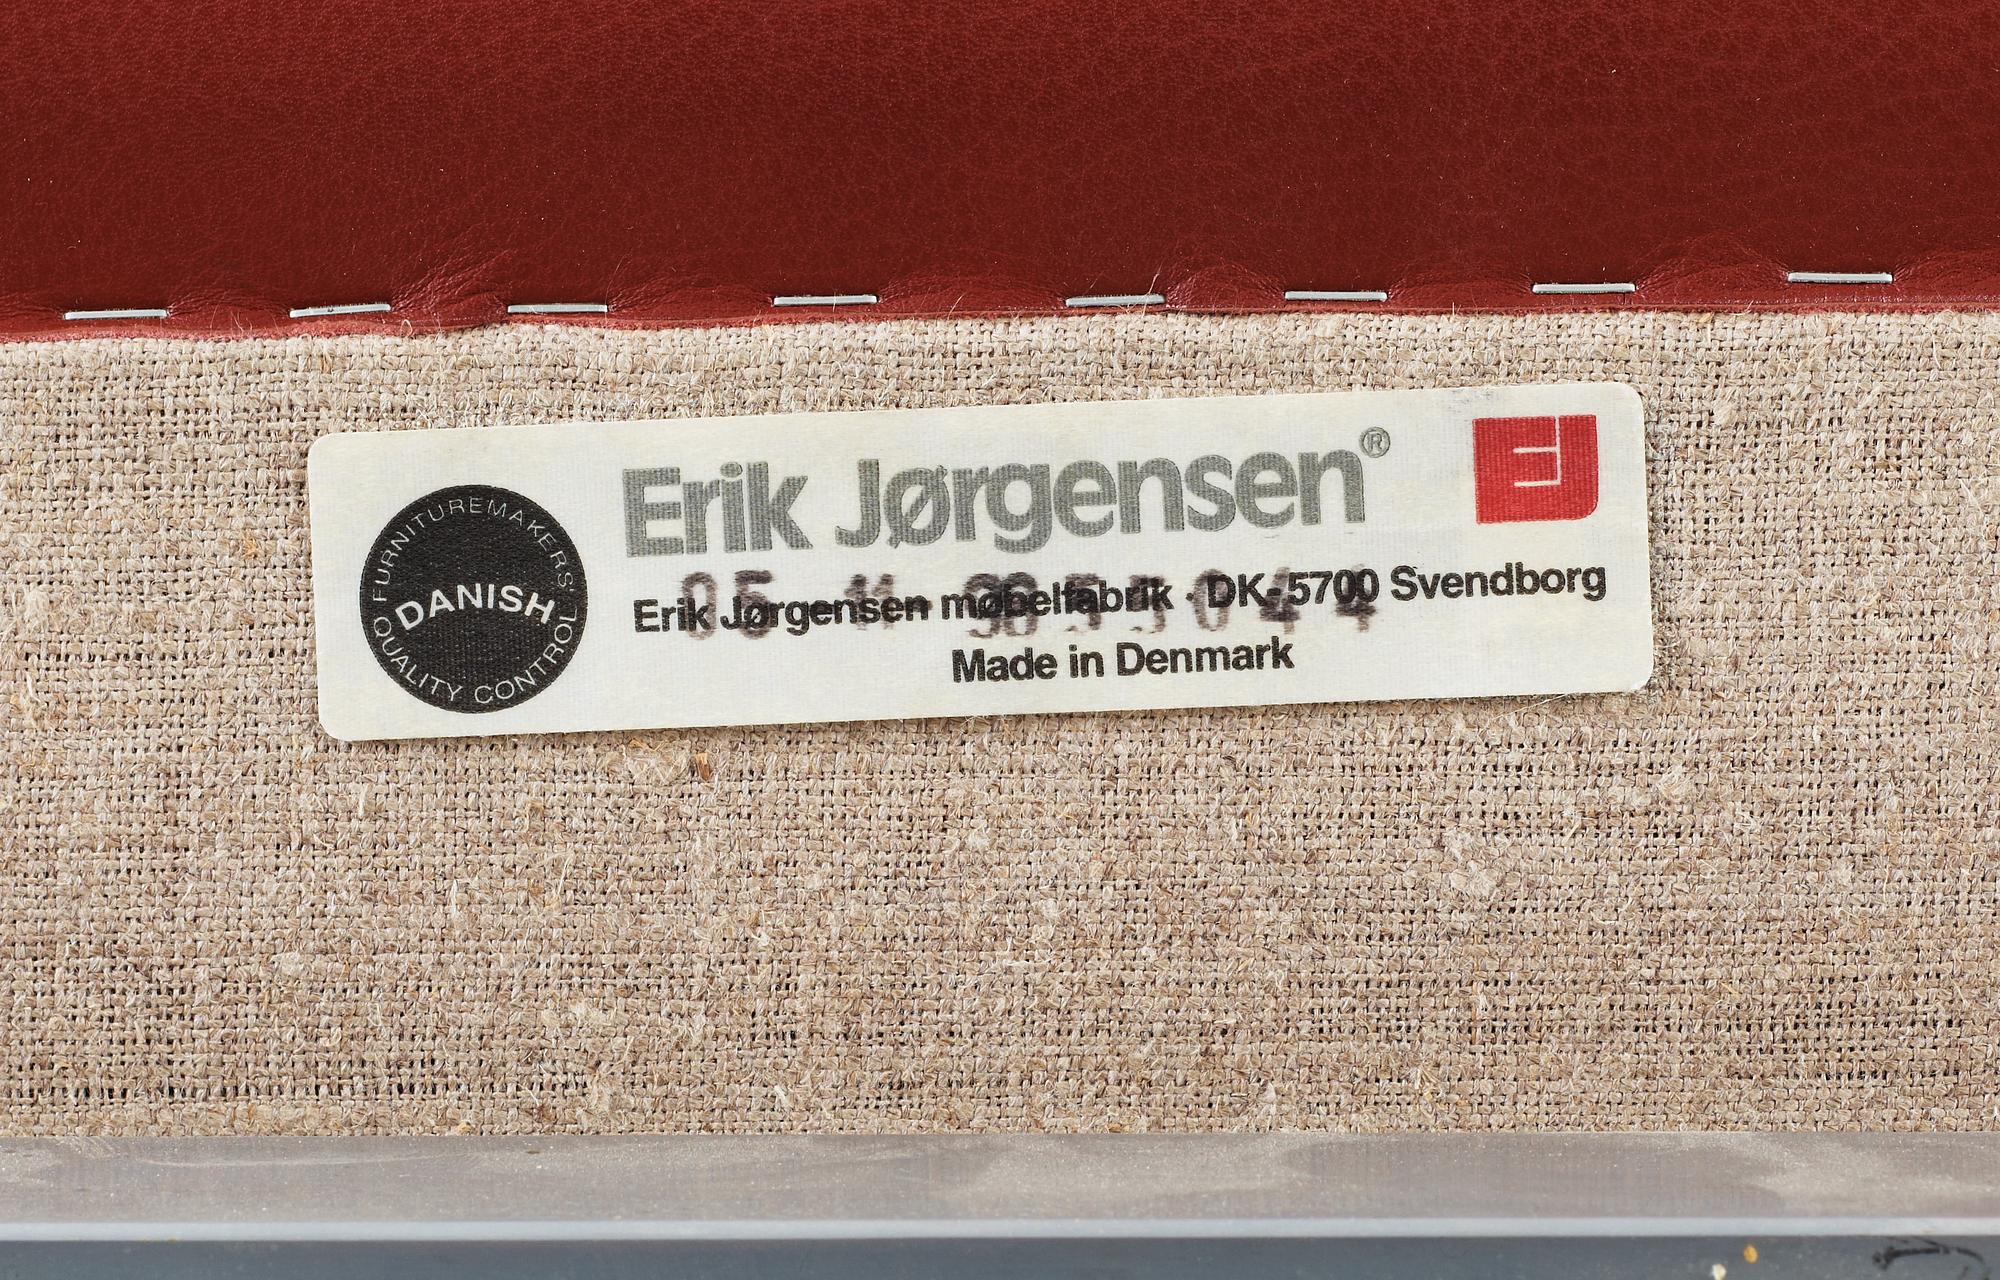 Erik Jørgensen®
FURNITUREMAKERS'
DANISH
QUALITY CONTROL
Erik Jørgensen møbelfabrik · DK-5700 Svendborg
Made in Denmark